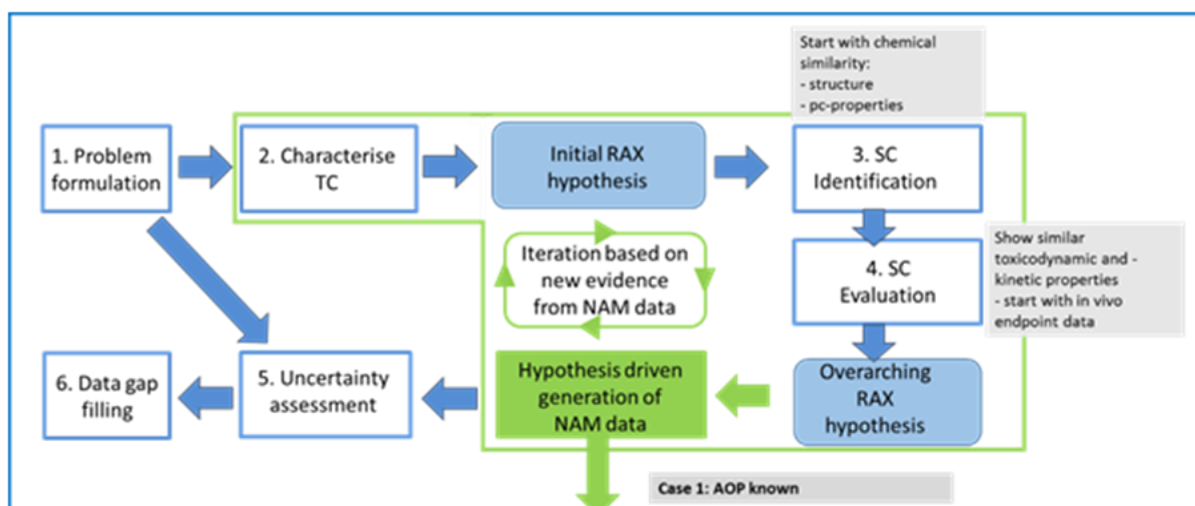 Start with chemical
similarity:
- structure
- pc-properties
1. Problem
formulation
2. Characterise
TC
Initial RAX
hypothesis
3. SC
Identification
Iteration based on
new evidence
from NAM data
4. SC
Evaluation
Show similar
toxicodynamic and -
kinetic properties
- start with in vivo
endpoint data
6. Data gap
filling
5. Uncertainty
assessment
Hypothesis driven
generation of
NAM data
Overarching
RAX
hypothesis
Case 1: AOP known